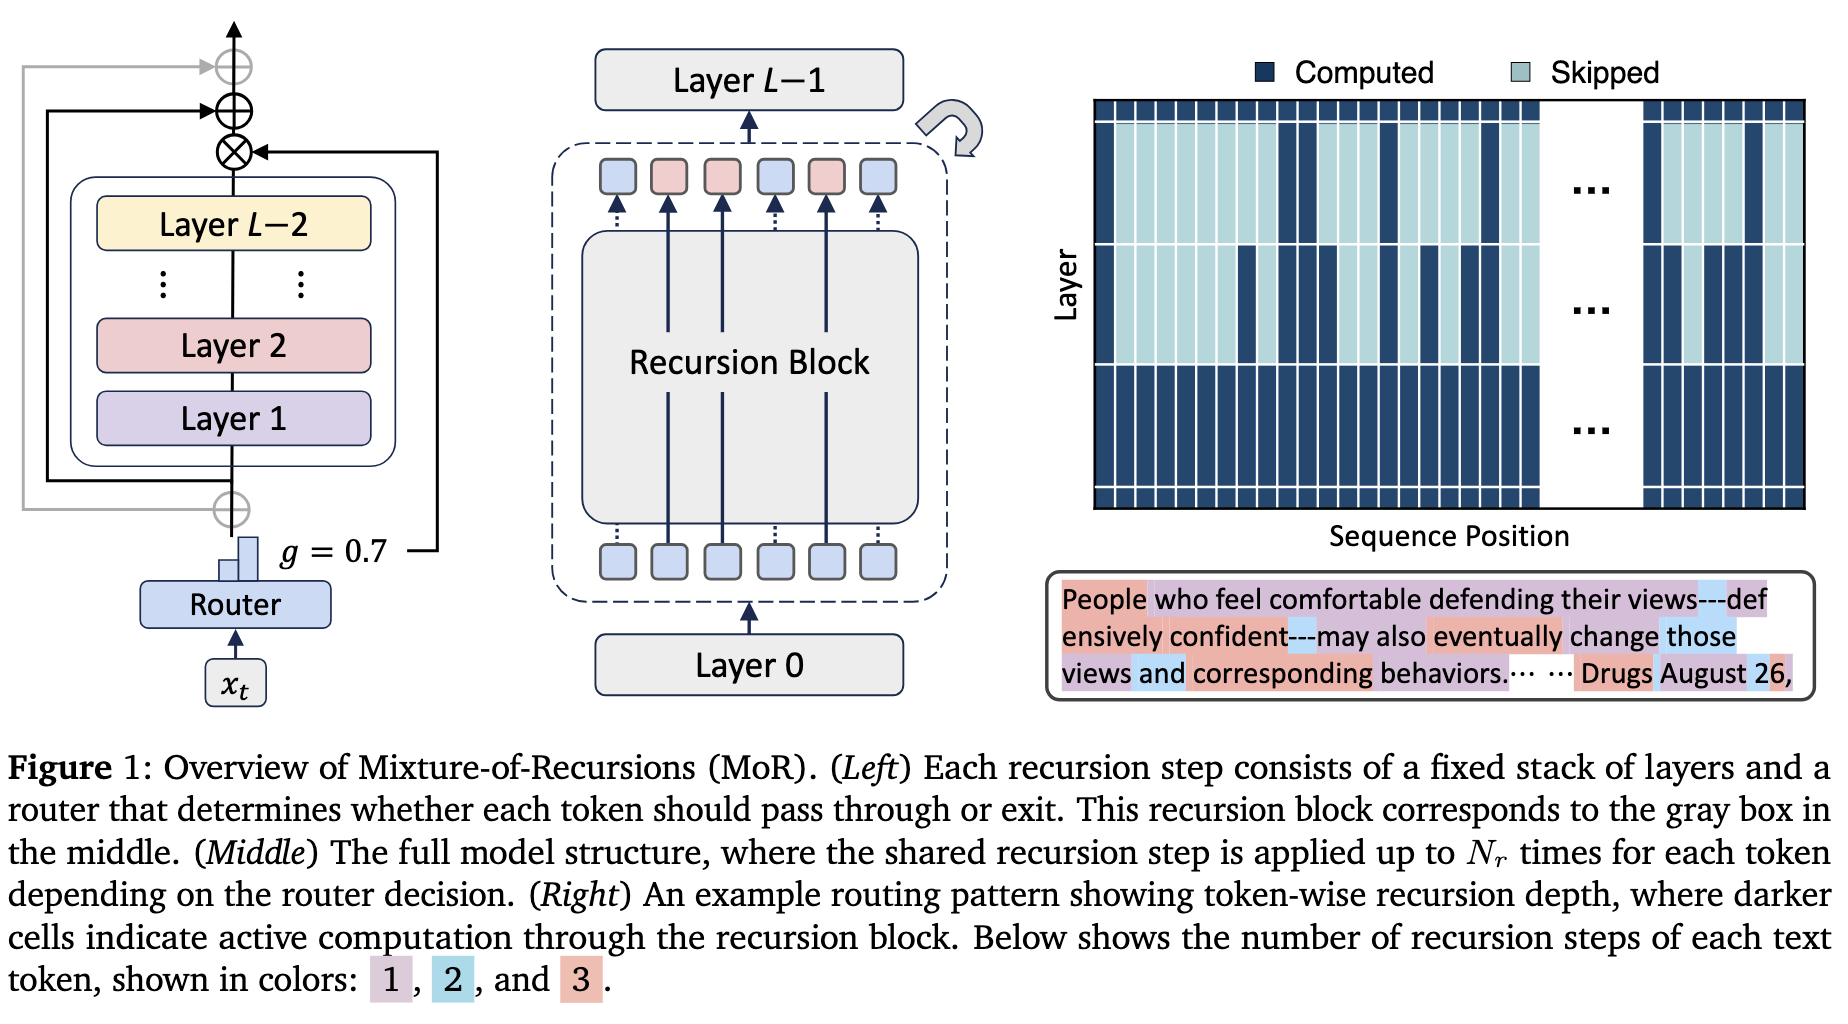 Layer L−2
⋮ ⋮
Layer 2
Layer 1
g = 0.7
Router
x_t
Layer L−1
Recursion Block
Layer 0
Computed
Skipped
Layer
...
...
...
Sequence Position
People who feel comfortable defending their views---def
ensively confident---may also eventually change those
views and corresponding behaviors.··· ··· Drugs August 26,
Figure 1: Overview of Mixture-of-Recursions (MoR). (Left) Each recursion step consists of a fixed stack of layers and a
router that determines whether each token should pass through or exit. This recursion block corresponds to the gray box in
the middle. (Middle) The full model structure, where the shared recursion step is applied up to N_r times for each token
depending on the router decision. (Right) An example routing pattern showing token-wise recursion depth, where darker
cells indicate active computation through the recursion block. Below shows the number of recursion steps of each text
token, shown in colors: 1, 2, and 3.